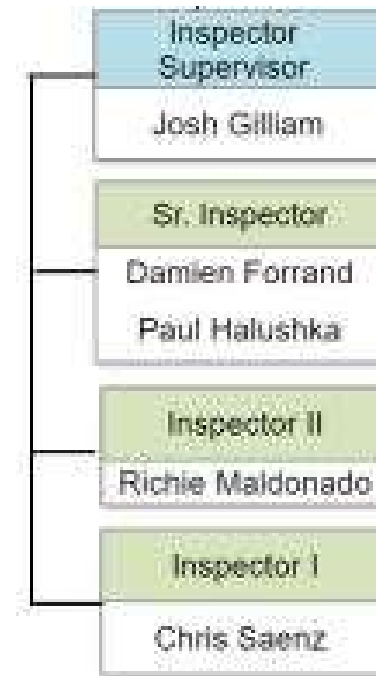 Inspector
Supervisor
Josh Gilliam
Sr. Inspector
Damien Forrand
Paul Halushka
Inspector II
Richie Maldonado
Inspector I
Chris Saenz